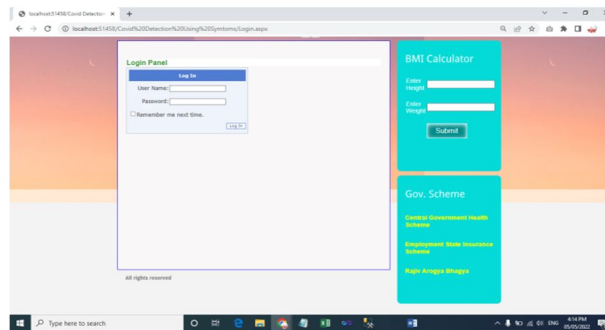 localhost:51458/Covid Detection
localhost:51458/Covid%20Detection%20Using%20Symtoms/Login.aspx
Login Panel
Log In
User Name:
Password:
Remember me next time.
Log In
All rights reserved
BMI Calculator
Enter
Height
Enter
Weight
Submit
Gov. Scheme
Central Government Health
Scheme
Employment State Insurance
Scheme
Rajiv Arogya Bhagya
Type here to search
ENG
4:14 PM
05/05/2022